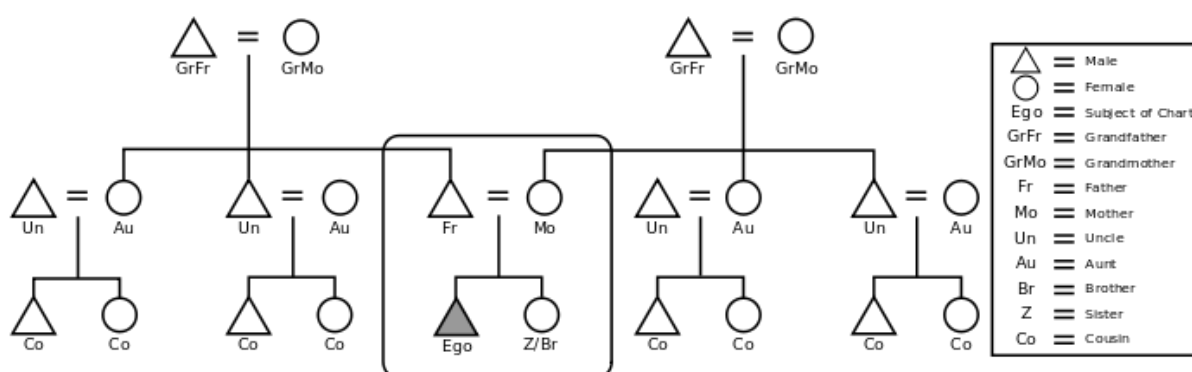 GrFr = GrMo
GrFr = GrMo
Un = Au
Un = Au
Fr = Mo
Un = Au
Un = Au
Co Co
Co Co
Ego Z/Br
Co Co
Co Co
= Male
= Female
Ego = Subject of Chart
GrFr = Grandfather
GrMo = Grandmother
Fr = Father
Mo = Mother
Un = Uncle
Au = Aunt
Br = Brother
Z = Sister
Co = Cousin